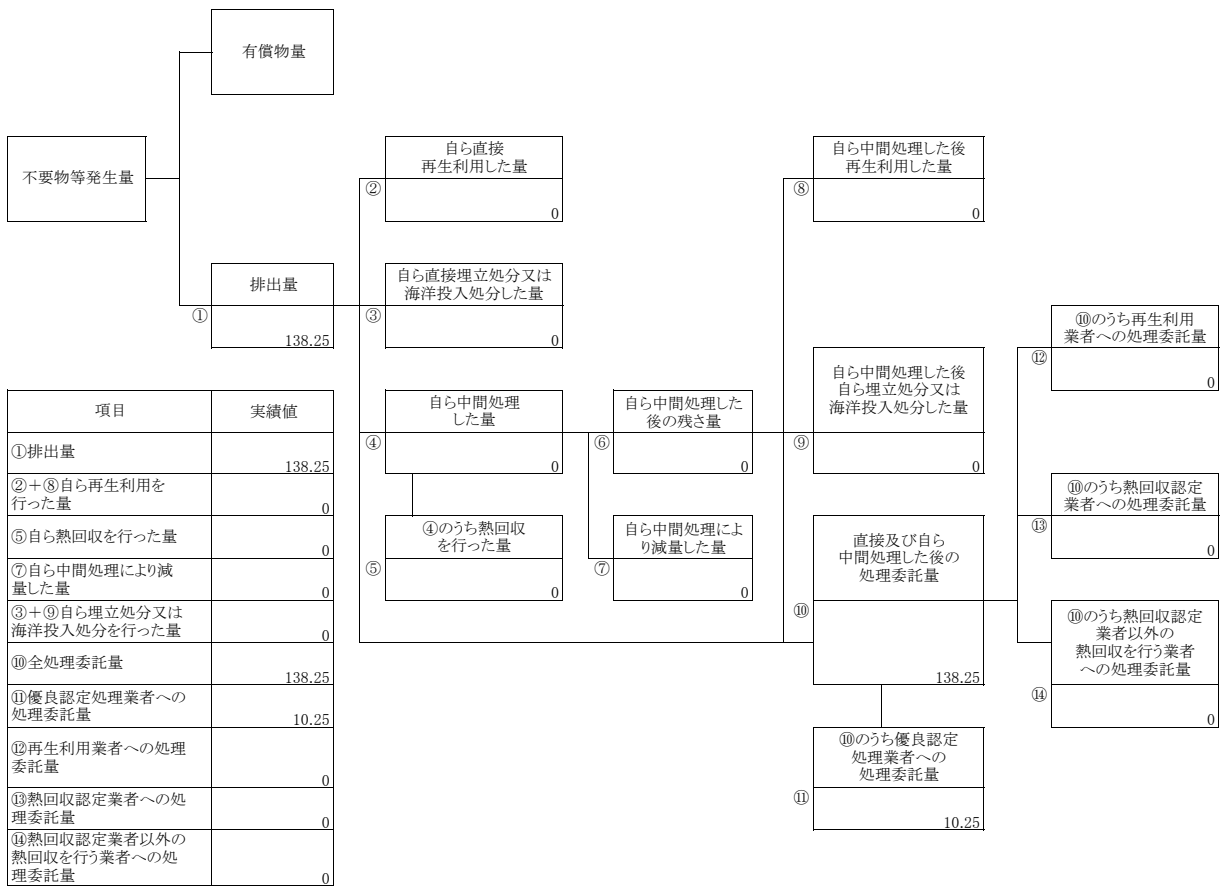 有償物量
不要物等発生量
自ら直接
再生利用した量
②
0
自ら中間処理した後
再生利用した量
⑧
0
排出量
①
138.25
自ら直接埋立処分又は
海洋投入処分した量
③
0
⑩のうち再生利用
業者への処理委託量
⑫
0
自ら中間処理
した量
④
0
自ら中間処理した
後の残さ量
⑥
0
自ら中間処理した後
自ら埋立処分又は
海洋投入処分した量
⑨
0
⑩のうち熱回収認定
業者への処理委託量
⑬
0
④のうち熱回収
を行った量
⑤
0
自ら中間処理によ
り減量した量
⑦
0
直接及び自ら
中間処理した後の
処理委託量
⑩
138.25
⑩のうち熱回収認定
業者以外の
熱回収を行う業者
への処理委託量
⑭
0
⑩のうち優良認定
処理業者への
処理委託量
⑪
10.25
項目
実績値
①排出量
138.25
②+⑧自ら再生利用を
行った量
0
⑤自ら熱回収を行った量
0
⑦自ら中間処理により減
量した量
0
③+⑨自ら埋立処分又は
海洋投入処分を行った量
0
⑩全処理委託量
138.25
⑪優良認定処理業者への
処理委託量
10.25
⑫再生利用業者への処理
委託量
0
⑬熱回収認定業者への処
理委託量
0
⑭熱回収認定業者以外の
熱回収を行う業者への処
理委託量
0